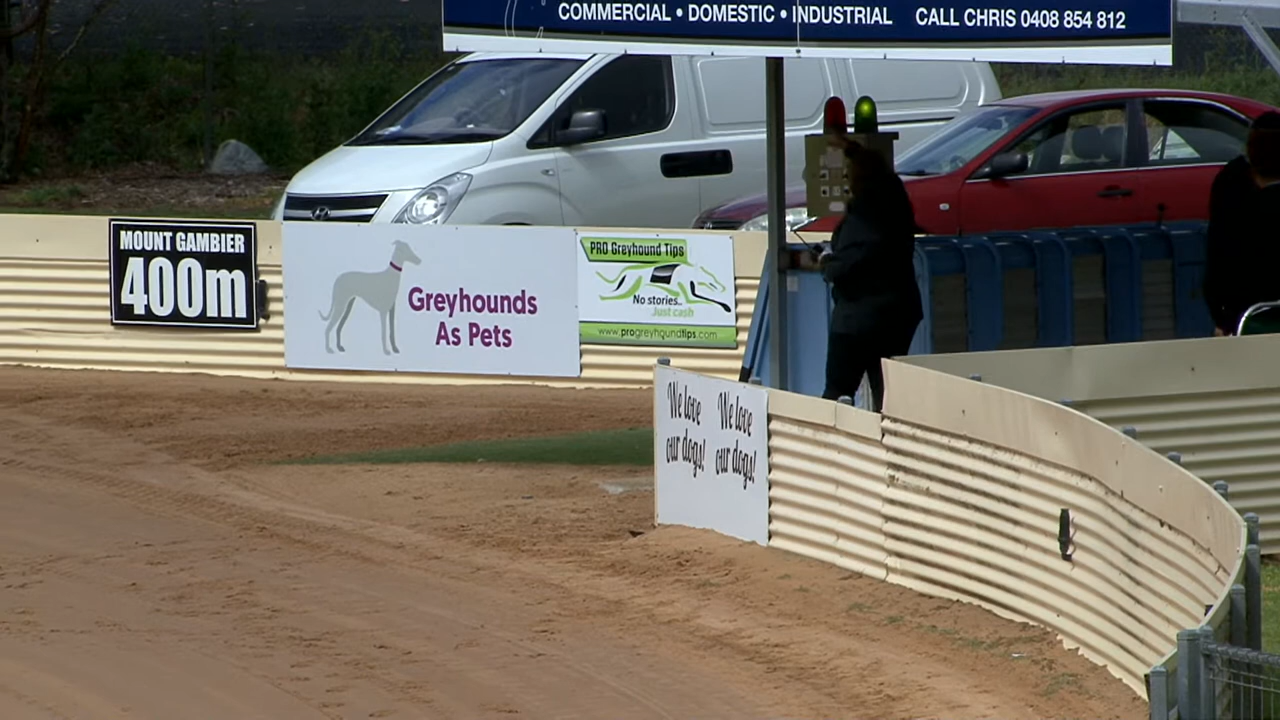 COMMERCIAL • DOMESTIC • INDUSTRIAL CALL CHRIS 0408 854 812
MOUNT GAMBIER
400m
Greyhounds
As Pets
PRO Greyhound Tips
No stories..
Just cash
www.progreyhoundtips.com
We love
our dogs!
We love
our dogs!